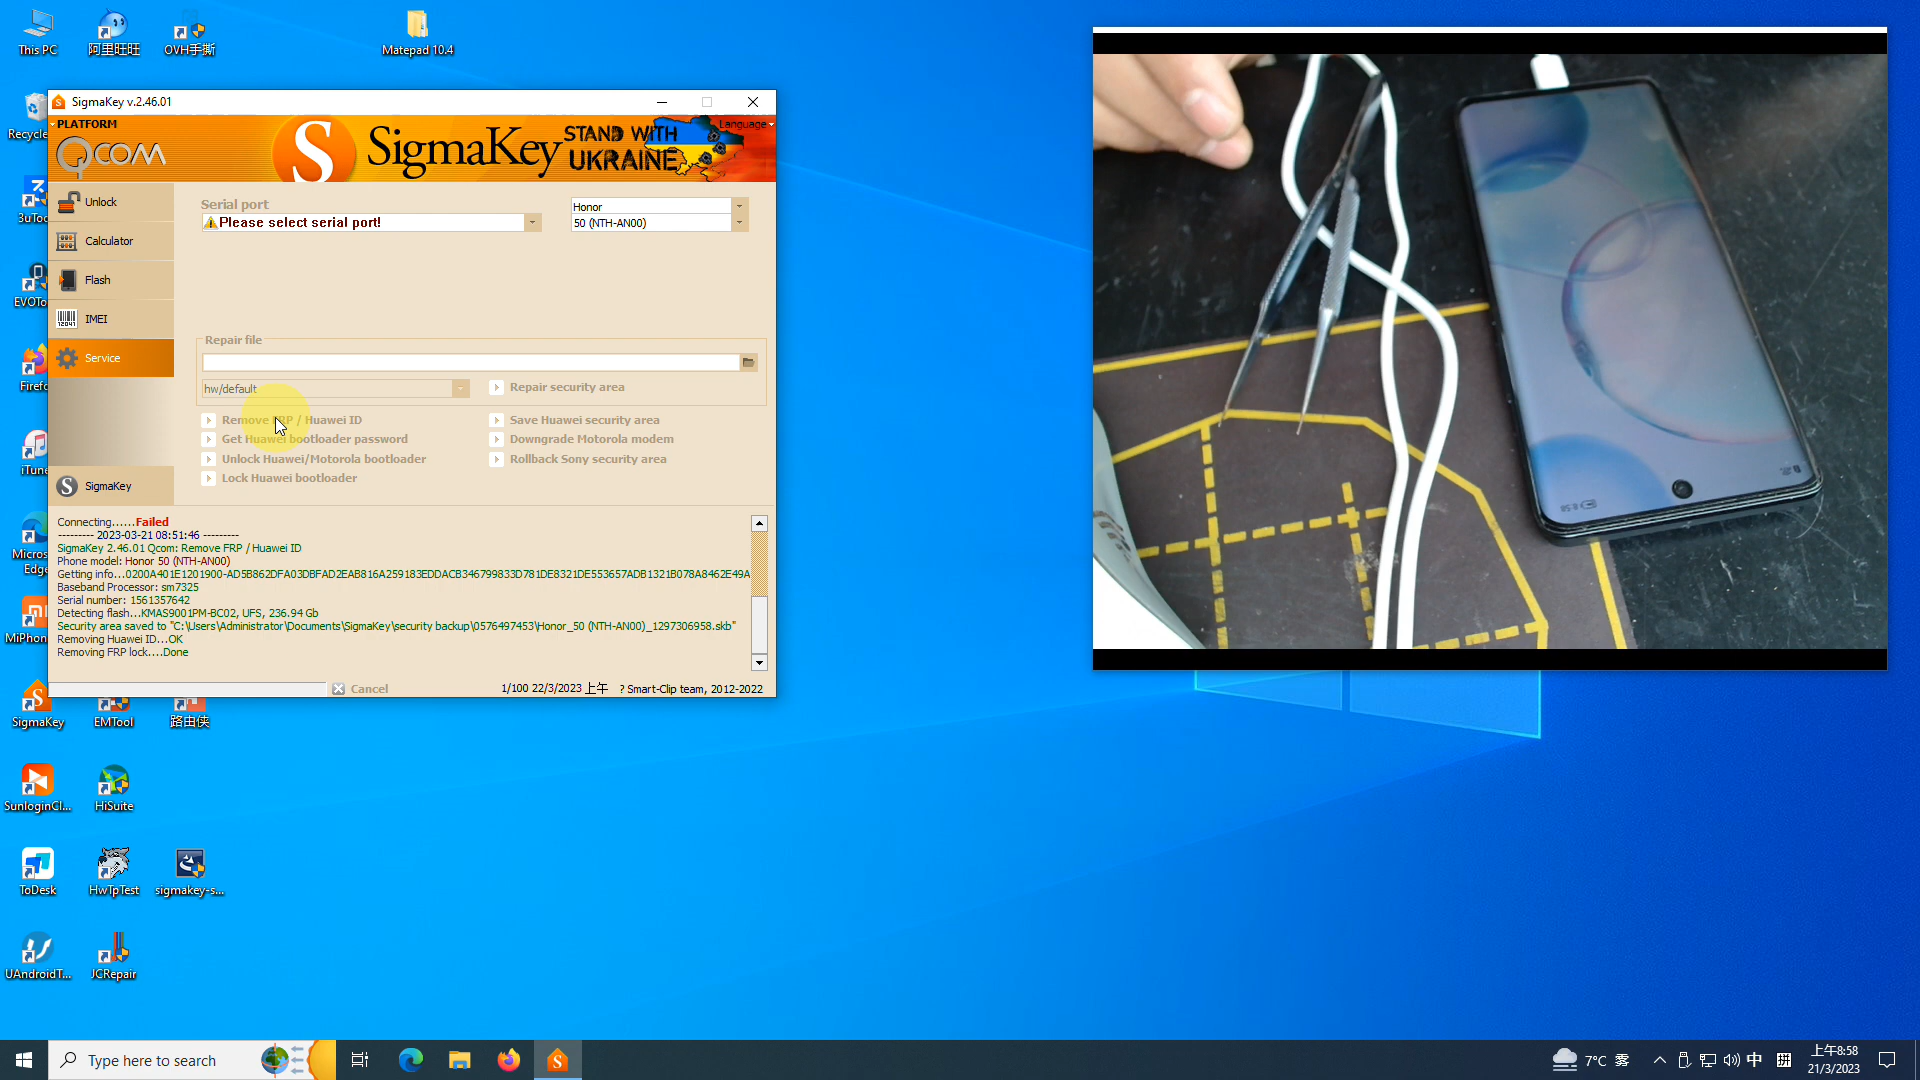 This PC
阿里旺旺
OVH手撕
Matepad 10.4
Recycle
3uToo
EVOTo
Firefo
iTune
Micros
Edge
MiPhon
SigmaKey
EMTool
路由侠
SunloginCl...
HiSuite
ToDesk
HwTpTest
sigmakey-s...
UAndroidT...
JCRepair
SigmaKey v.2.46.01
PLATFORM
QCOM
SigmaKey
STAND WITH
UKRAINE
Language
Unlock
Calculator
Flash
IMEI
Service
SigmaKey
Serial port
Please select serial port!
Honor
50 (NTH-AN00)
Repair file
hw/default
Repair security area
Remove FRP / Huawei ID
Save Huawei security area
Get Huawei bootloader password
Downgrade Motorola modem
Unlock Huawei/Motorola bootloader
Rollback Sony security area
Lock Huawei bootloader
Connecting......Failed
--------- 2023-03-21 08:51:46 ---------
SigmaKey 2.46.01 Qcom: Remove FRP / Huawei ID
Phone model: Honor 50 (NTH-AN00)
Getting info...0200A401E1201900-AD5B862DFA03DBFAD2EAB816A259183EDDACB346799833D781DE8321DE553657ADB1321B078A8462E49A
Baseband Processor: sm7325
Serial number: 1561357642
Detecting flash...KMAS9001PM-BC02, UFS, 236.94 Gb
Security area saved to "C:\Users\Administrator\Documents\SigmaKey\security backup\0576497453\Honor_50 (NTH-AN00)_1297306958.skb"
Removing Huawei ID...OK
Removing FRP lock....Done
Cancel
1/100 22/3/2023 上午
? Smart-Clip team, 2012-2022
Type here to search
7°C 雾
中
拼
上午8:58
21/3/2023